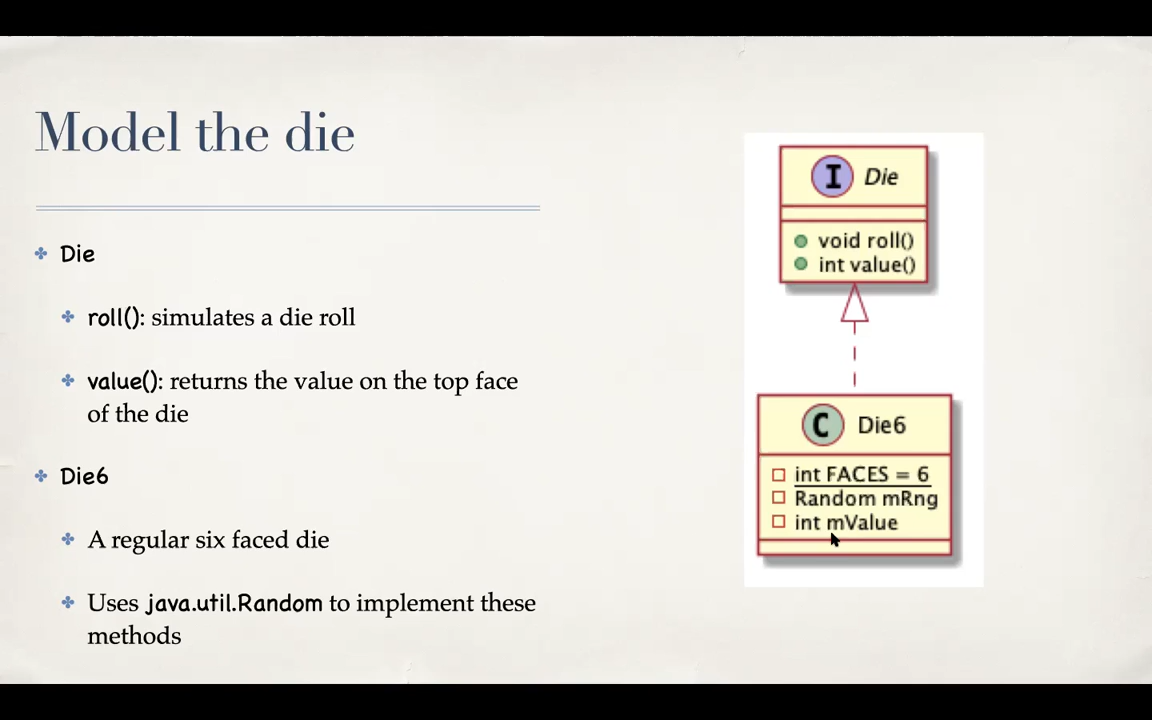 Model the die
Die
roll(): simulates a die roll
value(): returns the value on the top face
of the die
Die6
A regular six faced die
Uses java.util.Random to implement these
methods
I Die
void roll()
int value()
C Die6
int FACES = 6
Random mRng
int mValue